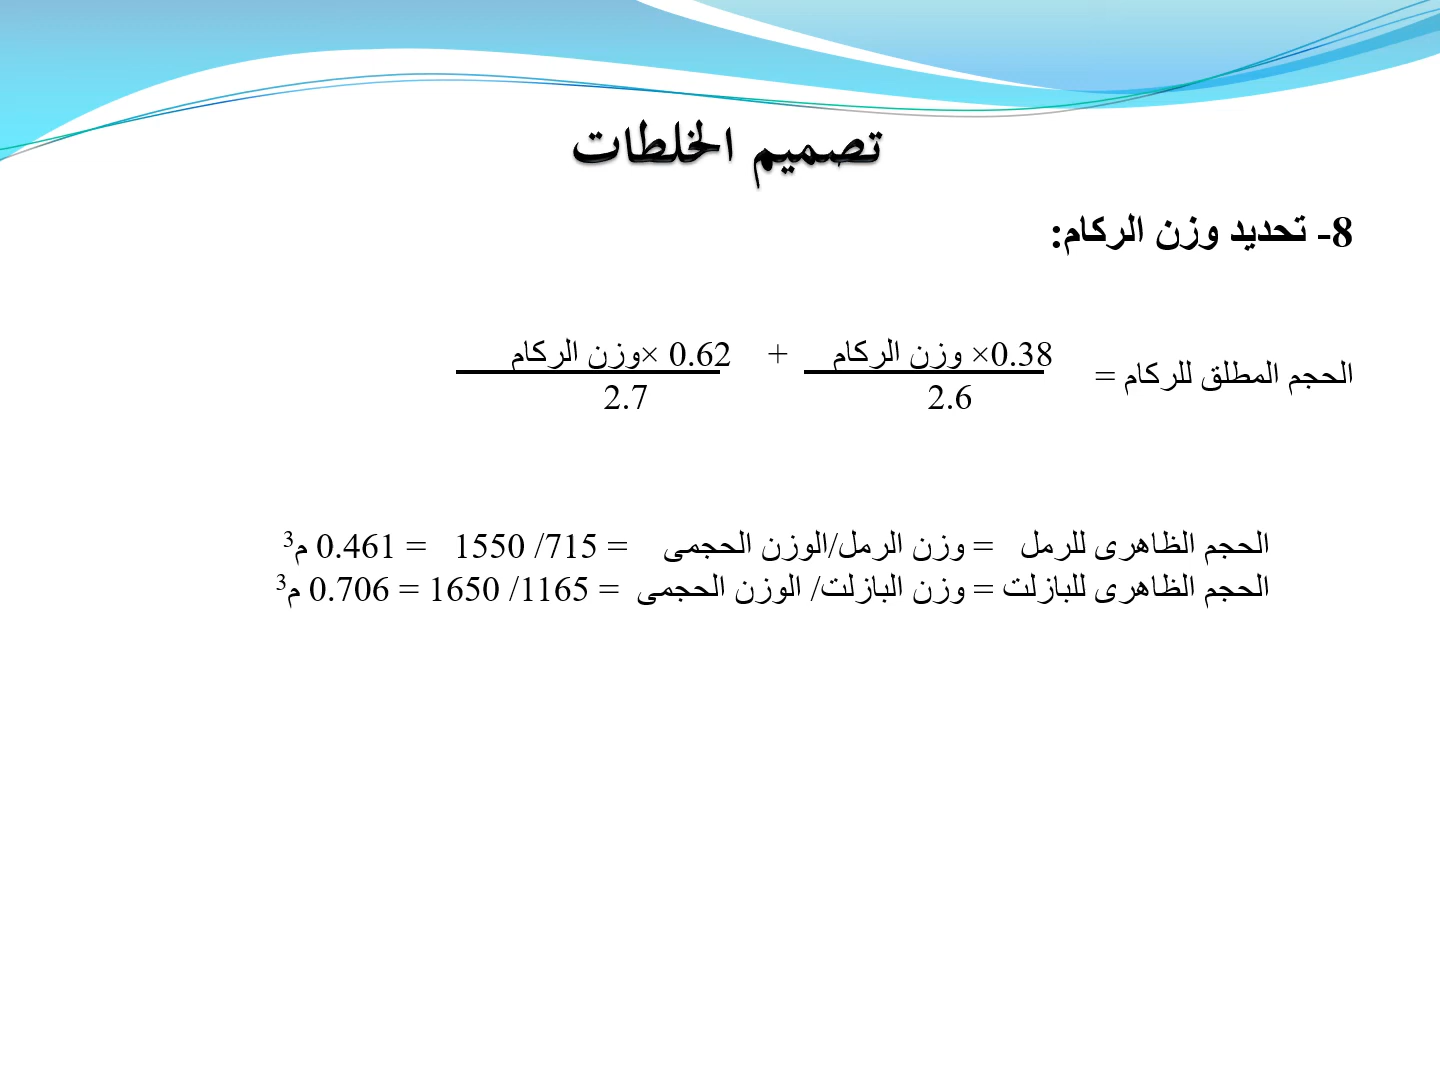 تصميم الخلطات
8- تحديد وزن الركام:
الحجم المطلق للركام = 0.38× وزن الركام + 0.62 ×وزن الركام
2.6 2.7
الحجم الظاهرى للرمل = وزن الرمل/الوزن الحجمى = 715/ 1550 = 0.461 م3
الحجم الظاهرى للبازلت = وزن البازلت/ الوزن الحجمى = 1165/ 1650 = 0.706 م3